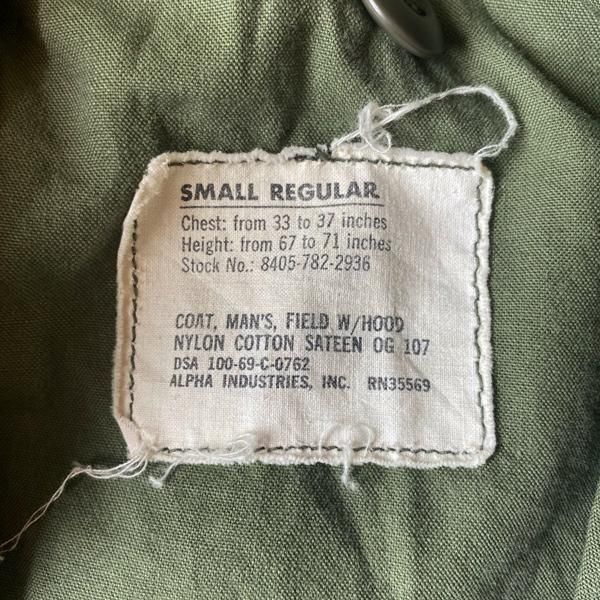 SMALL REGULAR
Chest: from 33 to 37 inches
Height: from 67 to 71 inches
Stock No.: 8405-782-2936
COAT, MAN'S, FIELD W/HOOD
NYLON COTTON SATEEN OG 107
DSA 100-69-C-0762
ALPHA INDUSTRIES, INC. RN35569